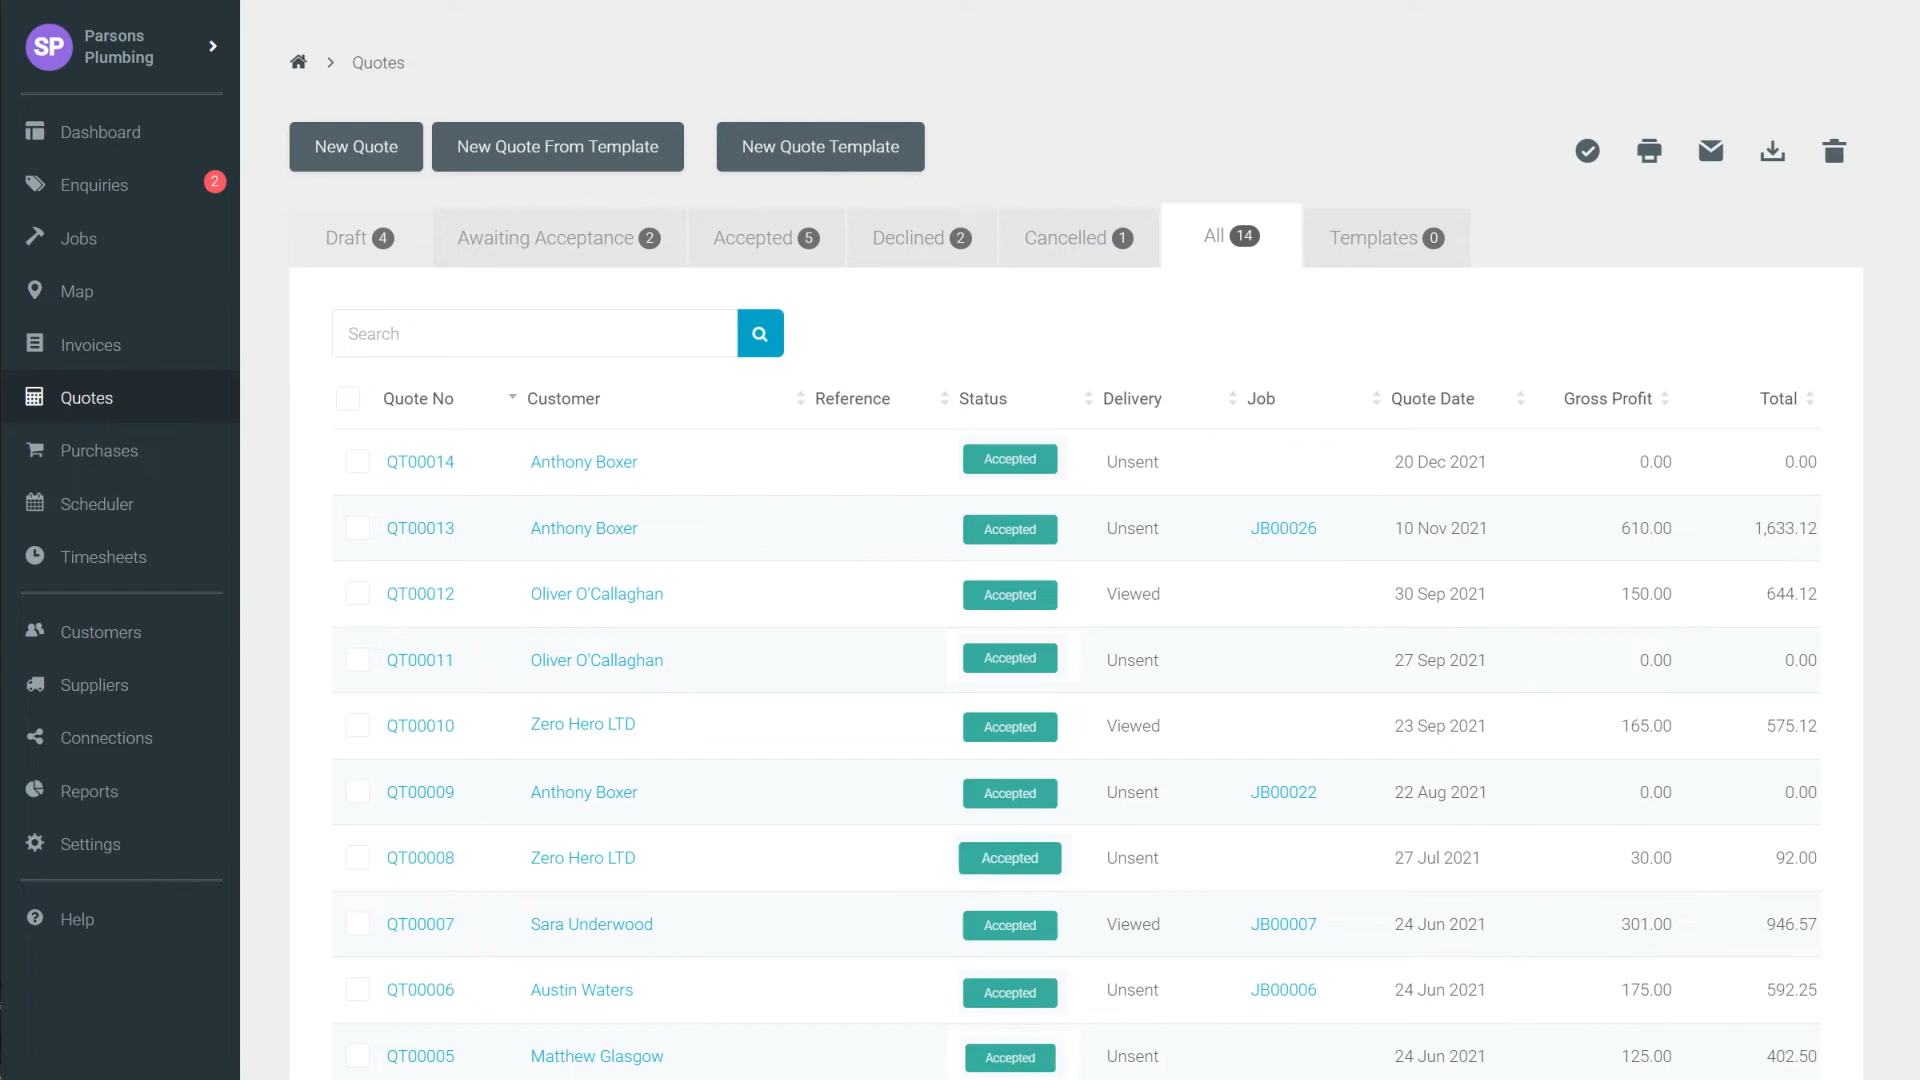 SP
Parsons
Plumbing
Dashboard
Enquiries 2
Jobs
Map
Invoices
Quotes
Purchases
Scheduler
Timesheets
Customers
Suppliers
Connections
Reports
Settings
Help
Quotes
New Quote New Quote From Template New Quote Template
Draft 4 Awaiting Acceptance 2 Accepted 5 Declined 2 Cancelled 1 All 14 Templates 0
Search
Quote No Customer Reference Status Delivery Job Quote Date Gross Profit Total
QT00014 Anthony Boxer Accepted Unsent 20 Dec 2021 0.00 0.00
QT00013 Anthony Boxer Accepted Unsent JB00026 10 Nov 2021 610.00 1,633.12
QT00012 Oliver O'Callaghan Accepted Viewed 30 Sep 2021 150.00 644.12
QT00011 Oliver O'Callaghan Accepted Unsent 27 Sep 2021 0.00 0.00
QT00010 Zero Hero LTD Accepted Viewed 23 Sep 2021 165.00 575.12
QT00009 Anthony Boxer Accepted Unsent JB00022 22 Aug 2021 0.00 0.00
QT00008 Zero Hero LTD Accepted Unsent 27 Jul 2021 30.00 92.00
QT00007 Sara Underwood Accepted Viewed JB00007 24 Jun 2021 301.00 946.57
QT00006 Austin Waters Accepted Unsent JB00006 24 Jun 2021 175.00 592.25
QT00005 Matthew Glasgow Accepted Unsent 24 Jun 2021 125.00 402.50